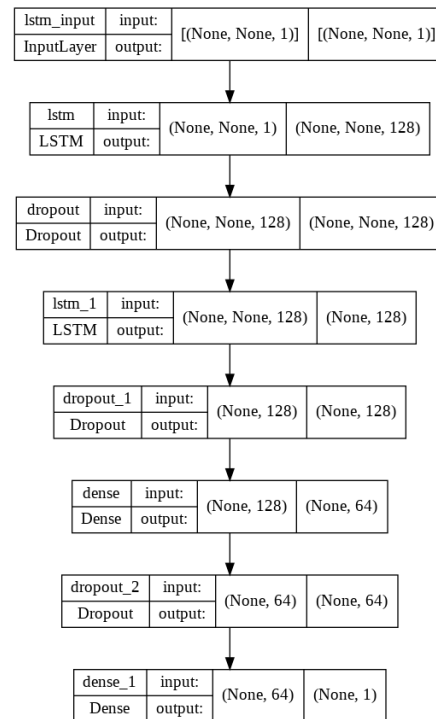 lstm_input input: [(None, None, 1)] [(None, None, 1)]
InputLayer output:
lstm input: (None, None, 1) (None, None, 128)
LSTM output:
dropout input: (None, None, 128) (None, None, 128)
Dropout output:
lstm_1 input: (None, None, 128) (None, 128)
LSTM output:
dropout_1 input: (None, 128) (None, 128)
Dropout output:
dense input: (None, 128) (None, 64)
Dense output:
dropout_2 input: (None, 64) (None, 64)
Dropout output:
dense_1 input: (None, 64) (None, 1)
Dense output: